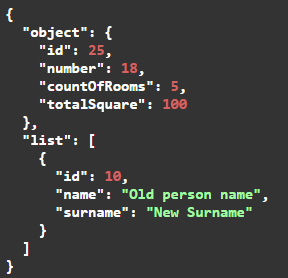 {
  "object": {
    "id": 25,
    "number": 18,
    "countOfRooms": 5,
    "totalSquare": 100
  },
  "list": [
    {
      "id": 10,
      "name": "Old person name",
      "surname": "New Surname"
    }
  ]
}